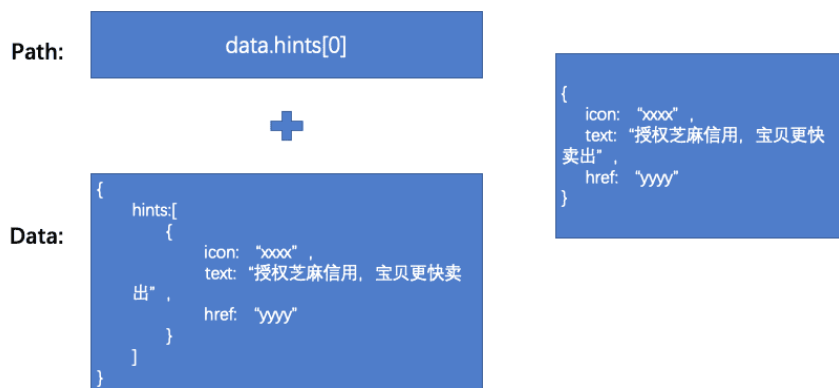 Path:
data.hints[0]
Data:
{
hints:[
{
icon: “xxxx” ,
text: “授权芝麻信用，宝贝更快卖
出” ,
href: “yyyy”
}
]
}
{
icon: “xxxx” ,
text: “授权芝麻信用，宝贝更快
卖出” ,
href: “yyyy”
}